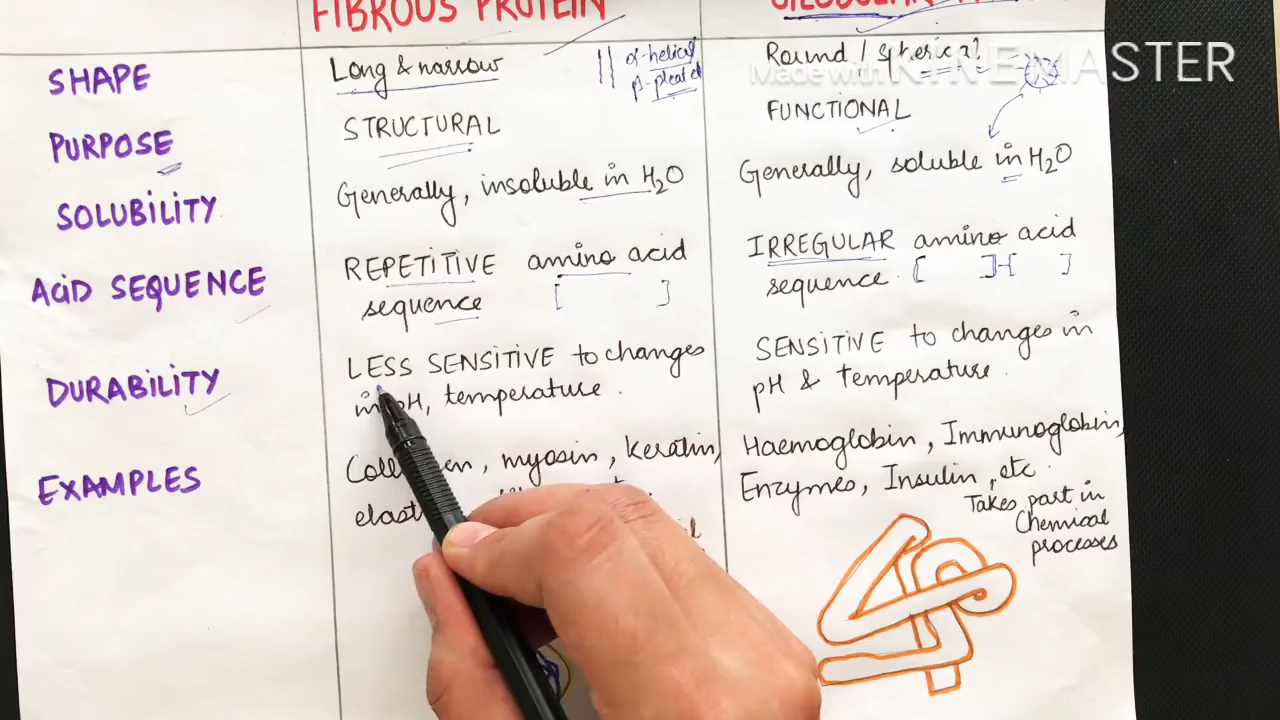 FIBROUS PROTEIN
SHAPE
Long & narrow
α-helical
β-pleated
Round / spherical
Made with KINEMASTER
PURPOSE
STRUCTURAL
FUNCTIONAL
SOLUBILITY
Generally, insoluble in H2O
Generally, soluble in H2O
ACiD SEQUENCE
REPETITIVE amino acid
sequence [ ]
IRREGULAR amino acid
sequence [ ]-[ ]
DURABILITY
LESS SENSITIVE to changes
in pH, temperature.
SENSITIVE to changes in
pH & temperature.
EXAMPLES
myosin, keratin,
Haemoglobin, Immunoglobin,
Enzymes, Insulin, etc.
Takes part in
Chemical
processes